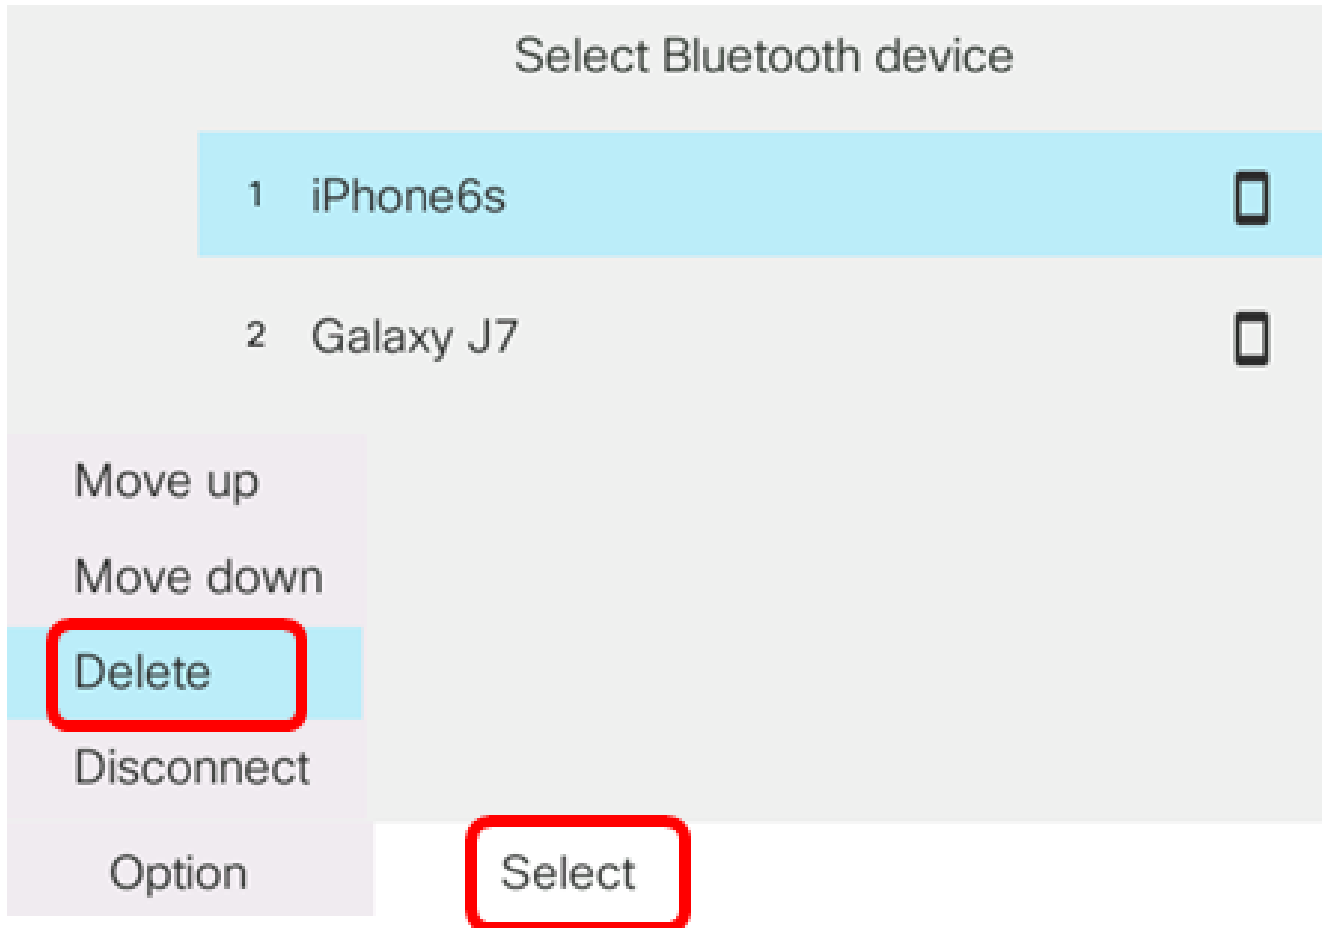 Select Bluetooth device
1 iPhone6s
2 Galaxy J7
Move up
Move down
Delete
Disconnect
Option Select